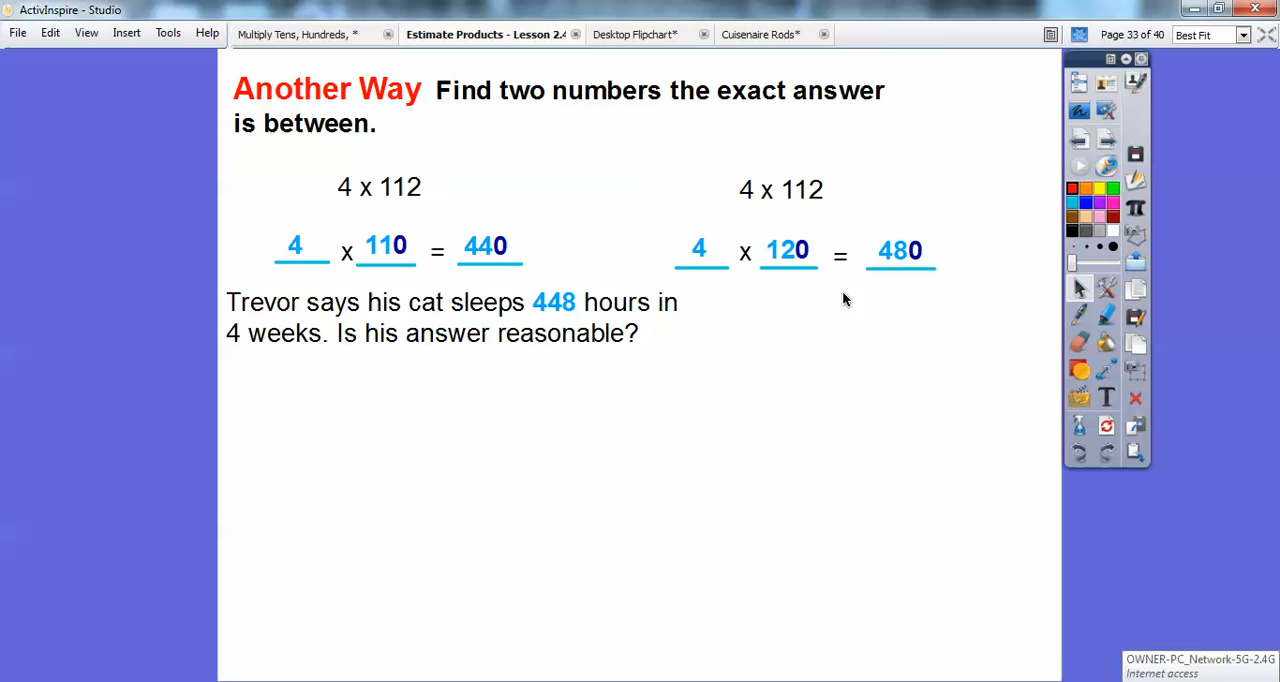 ActivInspire - Studio
File Edit View Insert Tools Help
Multiply Tens, Hundreds, * Estimate Products - Lesson 2.4 Desktop Flipchart* Cuisenaire Rods*
Page 33 of 40 Best Fit
Another Way Find two numbers the exact answer
is between.
4 x 112
4 x 110 = 440
4 x 112
4 x 120 = 480
Trevor says his cat sleeps 448 hours in
4 weeks. Is his answer reasonable?
OWNER-PC_Network-5G-2.4G
Internet access